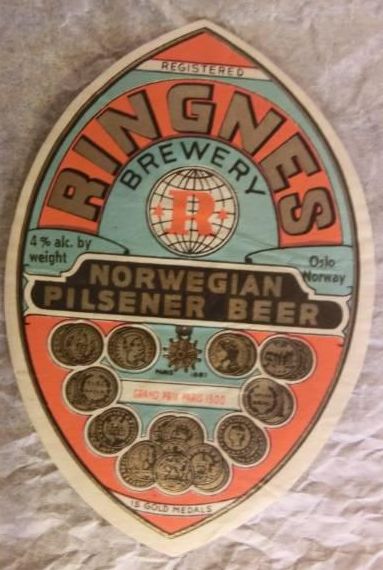 REGISTERED
RINGNES
BREWERY
R
4% alc. by
weight
Oslo
Norway
NORWEGIAN
PILSENER BEER
PARIS
GRAND PRIX PARIS 1900
15 GOLD MEDALS